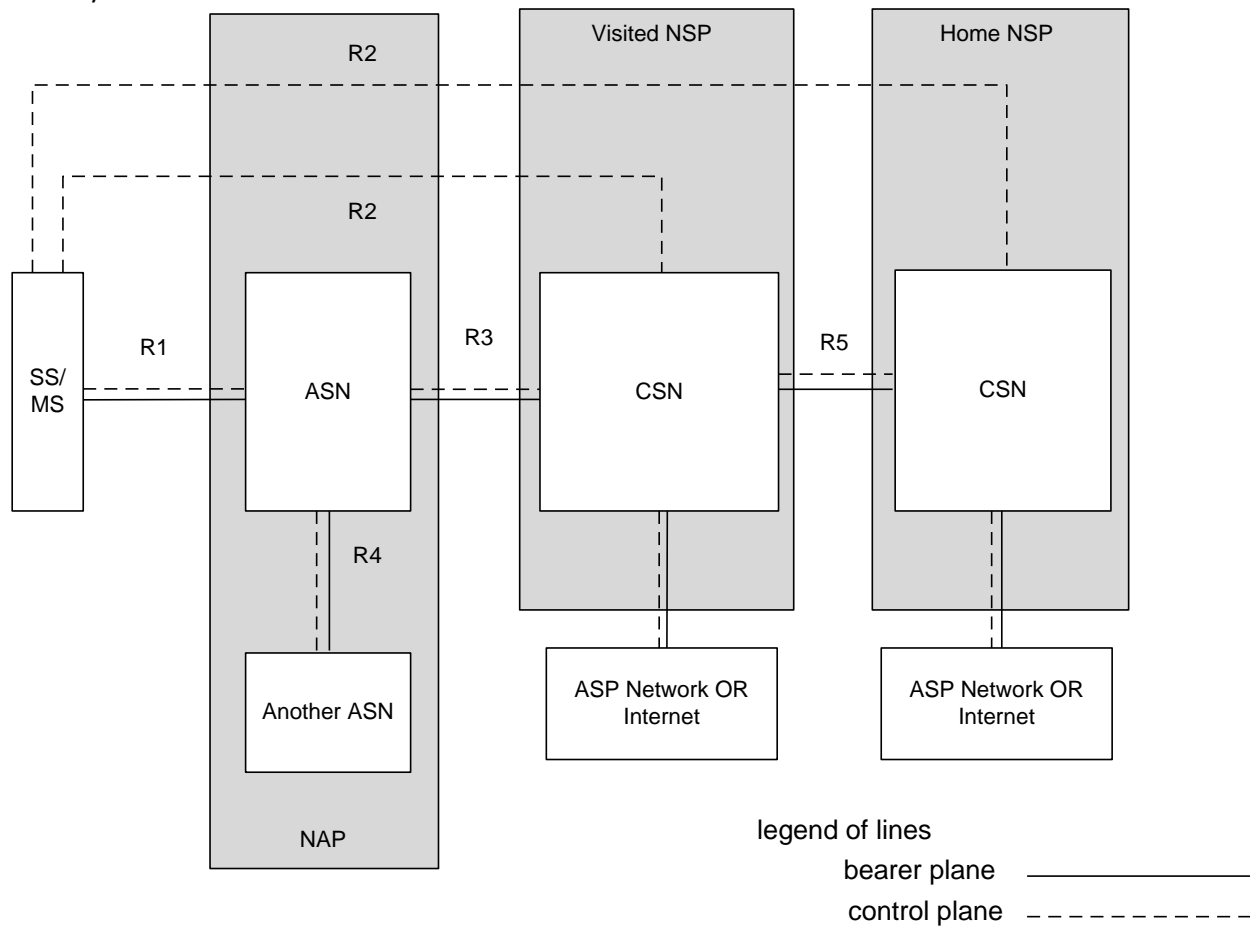 Visited NSP
Home NSP
R2
R2
R1
R3
R5
SS/
MS
ASN
CSN
CSN
R4
Another ASN
ASP Network OR
Internet
ASP Network OR
Internet
NAP
legend of lines
bearer plane
control plane